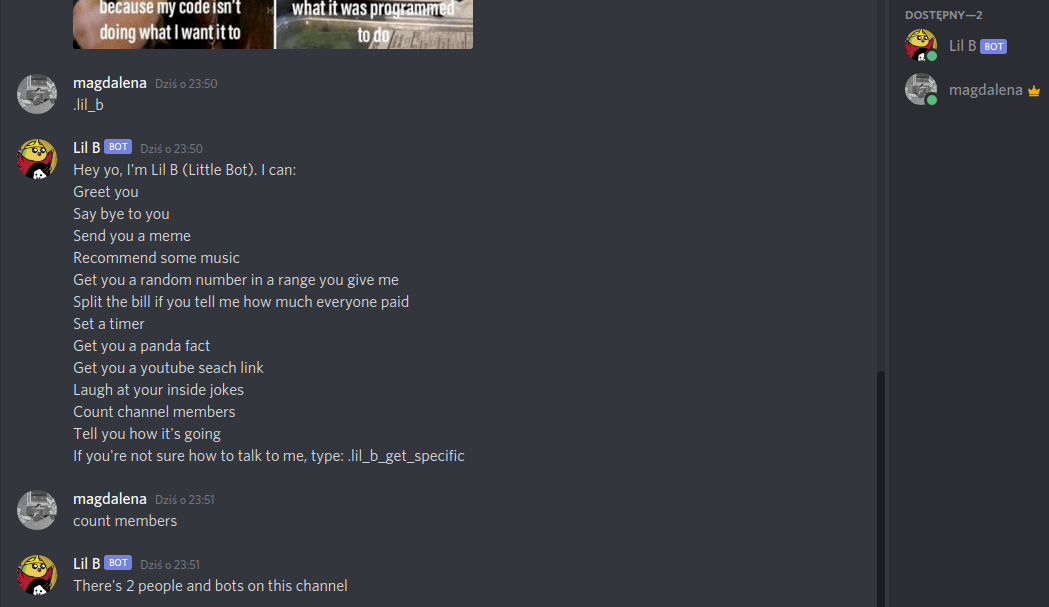 because my code isn't
doing what I want it to
what it was programmed
to do
magdalena Dziś o 23:50
.lil_b
Lil B BOT Dziś o 23:50
Hey yo, I'm Lil B (Little Bot). I can:
Greet you
Say bye to you
Send you a meme
Recommend some music
Get you a random number in a range you give me
Split the bill if you tell me how much everyone paid
Set a timer
Get you a panda fact
Get you a youtube seach link
Laugh at your inside jokes
Count channel members
Tell you how it's going
If you're not sure how to talk to me, type: .lil_b_get_specific
magdalena Dziś o 23:51
count members
Lil B BOT Dziś o 23:51
There's 2 people and bots on this channel
DOSTĘPNY—2
Lil B BOT
magdalena